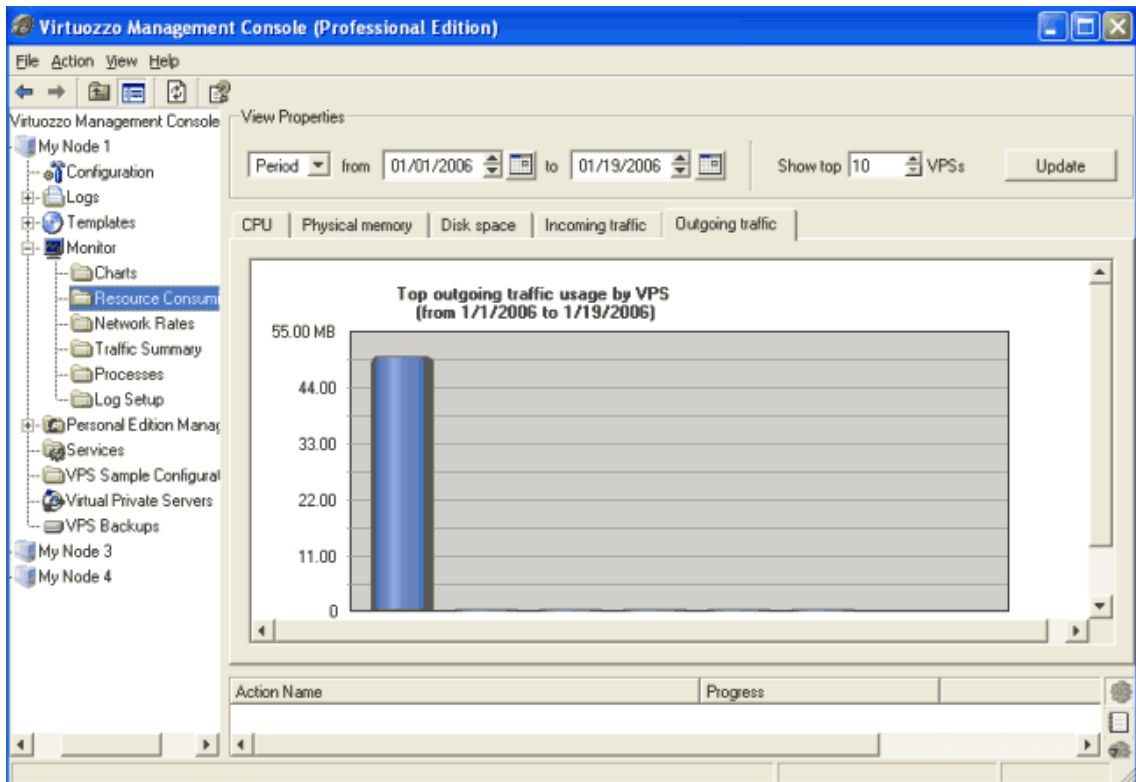 Virtuozzo Management Console (Professional Edition)
File Action View Help
Virtuozzo Management Console
My Node 1
Configuration
Logs
Templates
Monitor
Charts
Resource Consumi
Network Rates
Traffic Summary
Processes
Log Setup
Personal Edition Manag
Services
VPS Sample Configurat
Virtual Private Servers
VPS Backups
My Node 3
My Node 4
View Properties
Period from 01/01/2006 to 01/19/2006 Show top 10 VPSs Update
CPU Physical memory Disk space Incoming traffic Outgoing traffic
Top outgoing traffic usage by VPS
(from 1/1/2006 to 1/19/2006)
55.00 MB
44.00
33.00
22.00
11.00
0
Action Name Progress